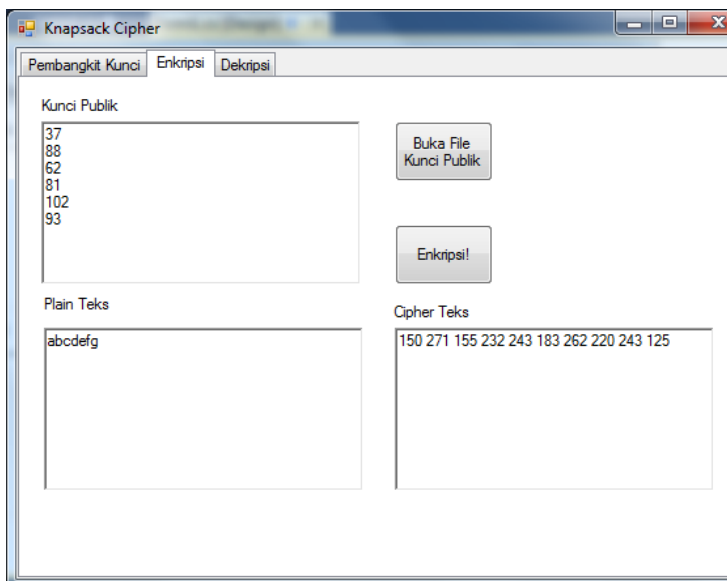 Knapsack Cipher
Pembangkit Kunci Enkripsi Dekripsi
Kunci Publik
37
88
62
81
102
93
Buka File
Kunci Publik
Enkripsi!
Plain Teks
abcdefg
Cipher Teks
150 271 155 232 243 183 262 220 243 125